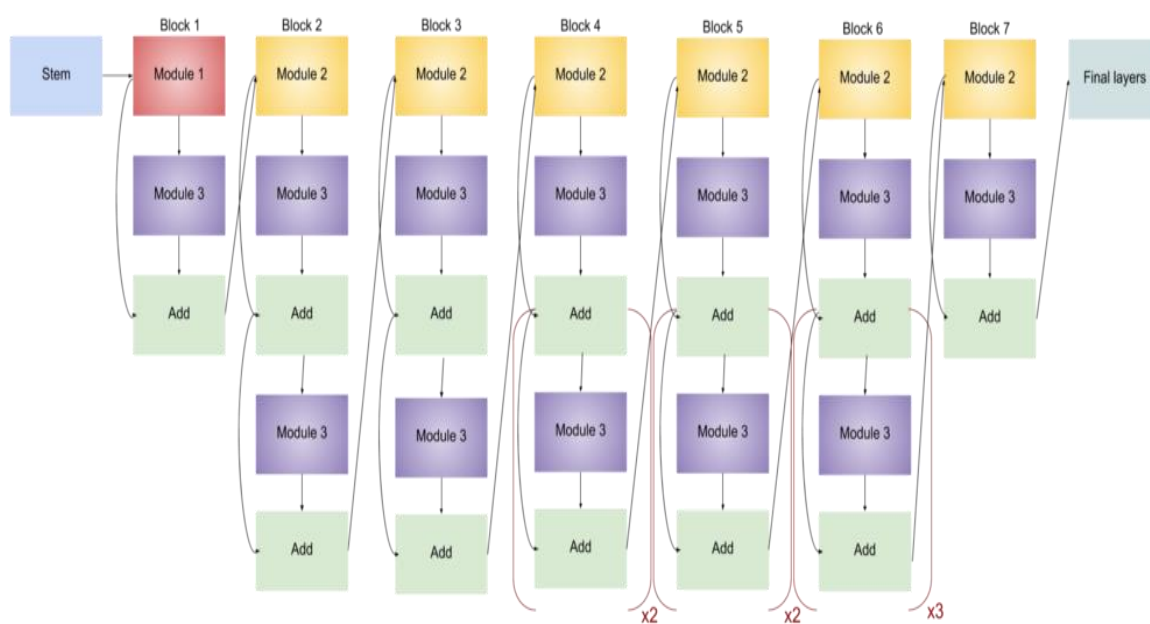 Block 1
Block 2
Block 3
Block 4
Block 5
Block 6
Block 7
Stem
Module 1
Module 2
Module 2
Module 2
Module 2
Module 2
Module 2
Final layers
Module 3
Module 3
Module 3
Module 3
Module 3
Module 3
Module 3
Add
Add
Add
Add
Add
Add
Add
Module 3
Module 3
Module 3
Module 3
Module 3
Add
Add
Add
Add
Add
x2
x2
x3